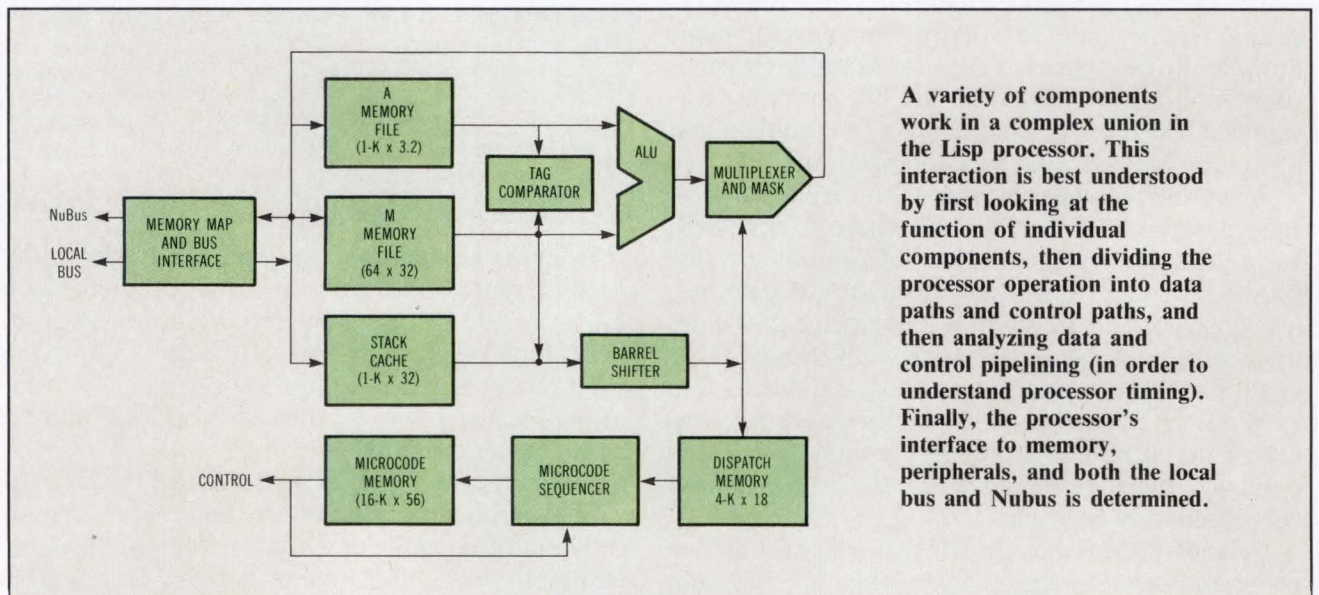 A
MEMORY
FILE
(1-K x 3.2)
TAG
COMPARATOR
ALU
MULTIPLEXER
AND MASK
NuBus
LOCAL
BUS
MEMORY MAP
AND BUS
INTERFACE
M
MEMORY
FILE
(64 x 32)
STACK
CACHE
(1-K x 32)
BARREL
SHIFTER
CONTROL
MICROCODE
MEMORY
(16-K x 56)
MICROCODE
SEQUENCER
DISPATCH
MEMORY
4-K x 18
A variety of components
work in a complex union in
the Lisp processor. This
interaction is best understood
by first looking at the
function of individual
components, then dividing the
processor operation into data
paths and control paths, and
then analyzing data and
control pipelining (in order to
understand processor timing).
Finally, the processor's
interface to memory,
peripherals, and both the local
bus and Nubus is determined.